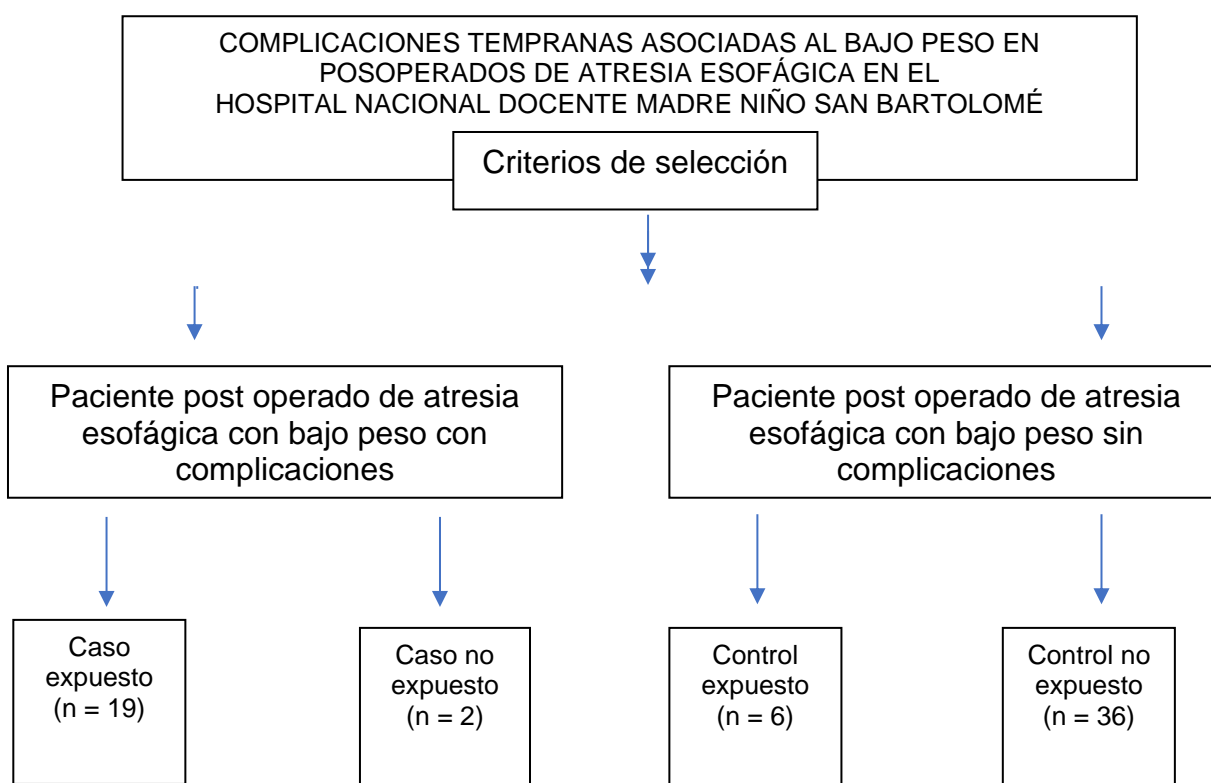 COMPLICACIONES TEMPRANAS ASOCIADAS AL BAJO PESO EN
POSOPERADOS DE ATRESIA ESOFÁGICA EN EL
HOSPITAL NACIONAL DOCENTE MADRE NIÑO SAN BARTOLOMÉ
Criterios de selección
Paciente post operado de atresia
esofágica con bajo peso con
complicaciones
Paciente post operado de atresia
esofágica con bajo peso sin
complicaciones
Caso
expuesto
(n = 19)
Caso no
expuesto
(n = 2)
Control
expuesto
(n = 6)
Control no
expuesto
(n = 36)